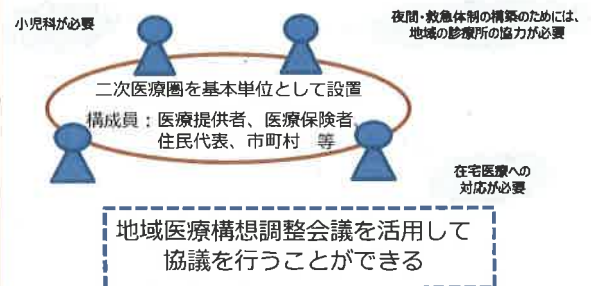 小児科が必要
夜間・救急体制の構築のためには、
地域の診療所の協力が必要
二次医療圏を基本単位として設置
構成員：医療提供者、医療保険者、
住民代表、市町村　等
在宅医療への
対応が必要
地域医療構想調整会議を活用して
協議を行うことができる